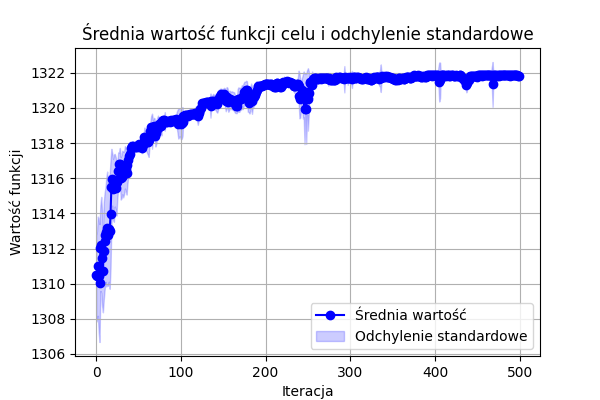 Średnia wartość funkcji celu i odchylenie standardowe
Wartość funkcji
1322
1320
1318
1316
1314
1312
1310
1308
1306
0 100 200 300 400 500
Iteracja
Średnia wartość
Odchylenie standardowe